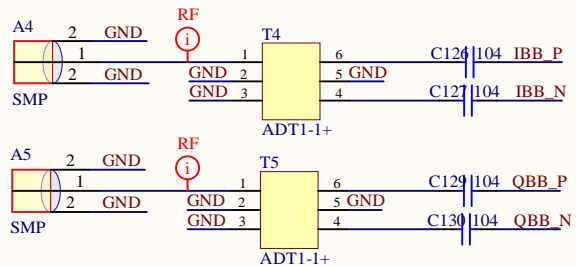 RF
A4
i
2 GND
T4
1
1 6
C126 104 IBB_P
GND 2 5 GND
2 GND
GND 3 4
C127 104 IBB_N
SMP
ADT1-1+
RF
A5
i
2 GND
T5
1
1 6
C129 104 QBB_P
GND 2 5 GND
2 GND
GND 3 4
C130 104 QBB_N
SMP
ADT1-1+